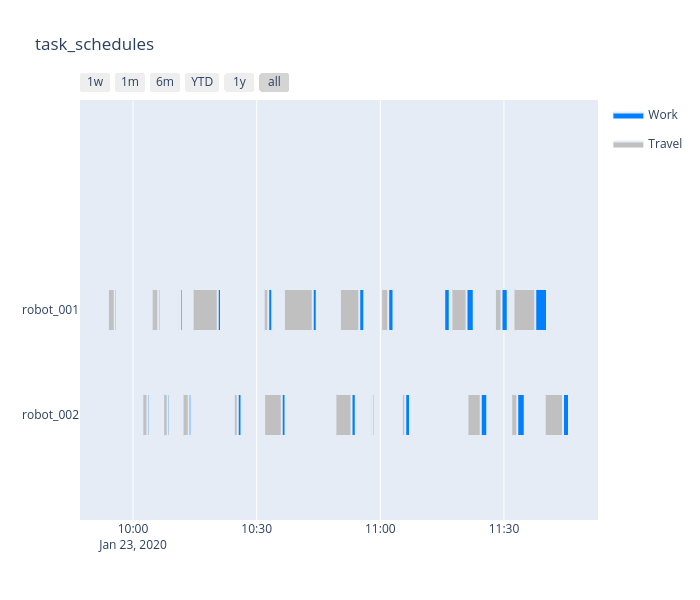 task_schedules
1w 1m 6m YTD 1y all
Work
Travel
robot_001
robot_002
10:00 10:30 11:00 11:30
Jan 23, 2020